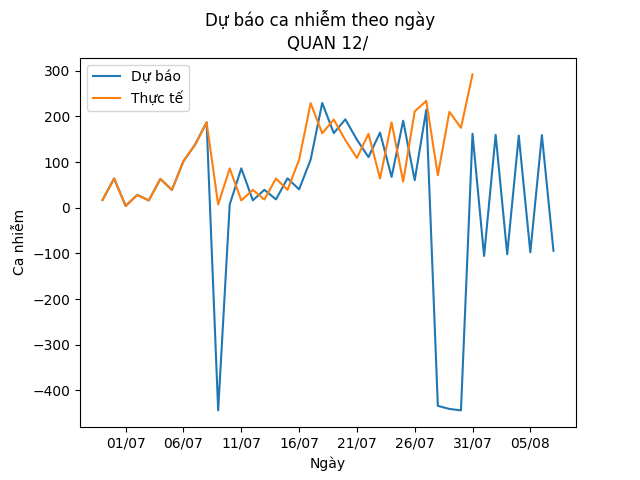 Dự báo ca nhiễm theo ngày
QUAN 12/
Dự báo
Thực tế
Ca nhiễm
300
200
100
0
−100
−200
−300
−400
01/07 06/07 11/07 16/07 21/07 26/07 31/07 05/08
Ngày